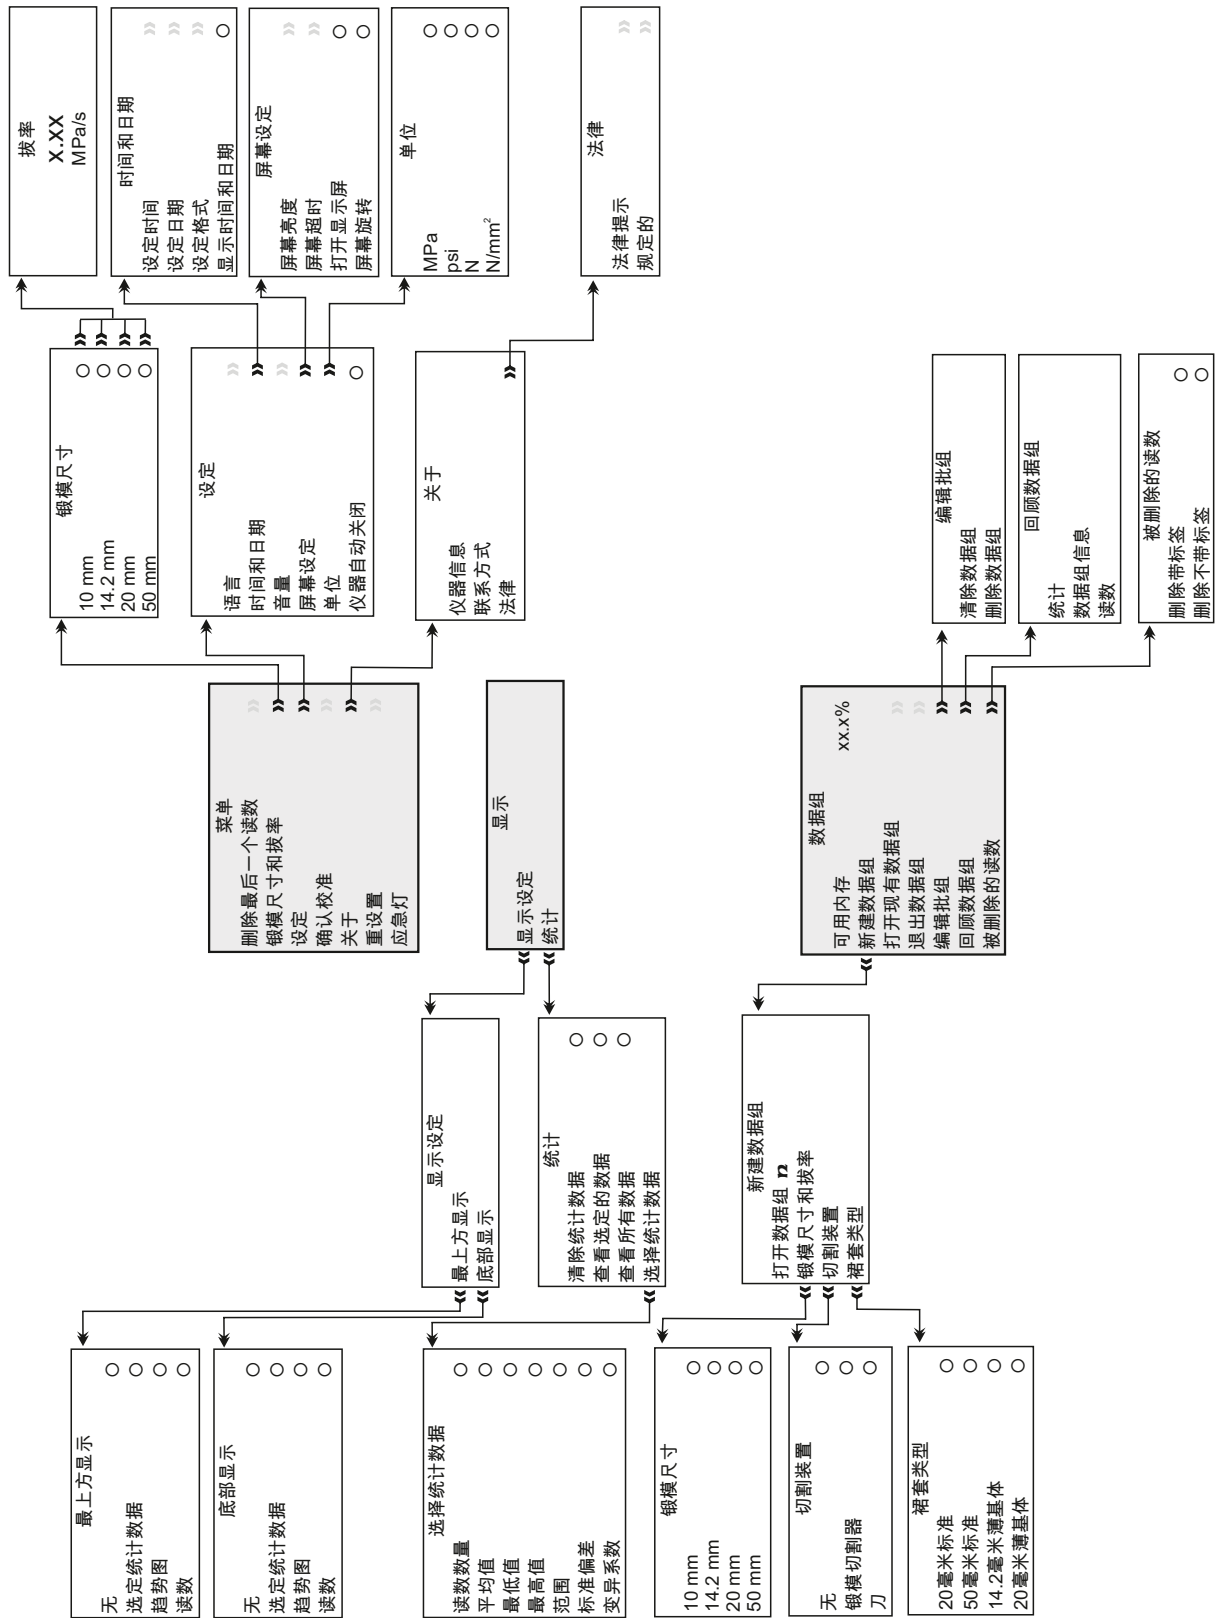 菜单
删除最后一个读数
锻模尺寸和拔率
设定
确认校准
关于
重设置
应急灯
锻模尺寸
10 mm
14.2 mm
20 mm
50 mm
拔率
X.XX
MPa/s
设定
语言
时间和日期
音量
屏幕设定
单位
仪器自动关闭
时间和日期
设定时间
设定日期
设定格式
显示时间和日期
屏幕设定
屏幕亮度
屏幕超时
打开显示屏
屏幕旋转
单位
MPa
psi
N
N/mm²
关于
仪器信息
联系方式
法律
法律
法律提示
规定的
显示
显示设定
统计
显示设定
最上方显示
底部显示
最上方显示
无
选定统计数据
趋势图
读数
底部显示
无
选定统计数据
趋势图
读数
统计
清除统计数据
查看选定的数据
查看所有数据
选择统计数据
选择统计数据
读数数量
平均值
最低值
最高值
范围
标准偏差
变异系数
数据组
可用内存 xx.x%
新建数据组
打开现有数据组
退出数据组
编辑批组
回顾数据组
被删除的读数
编辑批组
清除数据组
删除数据组
回顾数据组
统计
数据组信息
读数
被删除的读数
删除带标签
删除不带标签
新建数据组
打开数据组 n
锻模尺寸和拔率
切割装置
裙套类型
锻模尺寸
10 mm
14.2 mm
20 mm
50 mm
切割装置
无
锻模切割器
刀
裙套类型
20毫米标准
50毫米标准
14.2毫米薄基体
20毫米薄基体